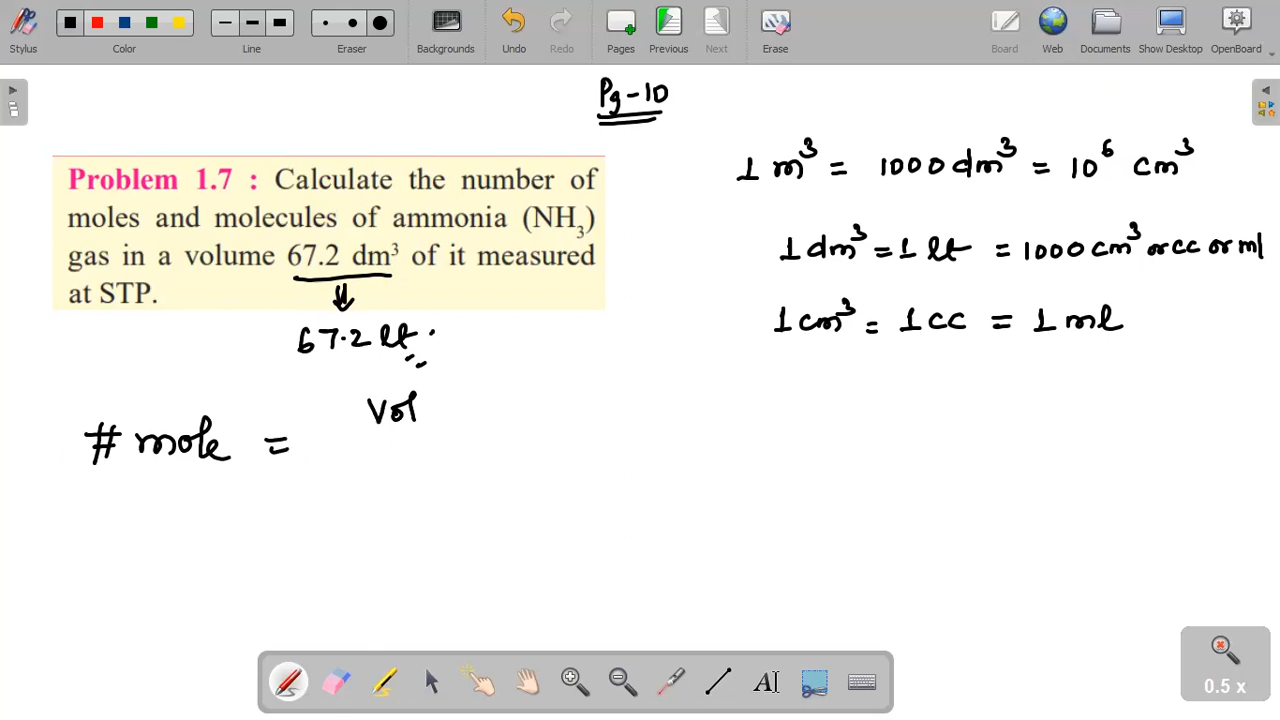 Stylus
Color
Line
Eraser
Backgrounds
Undo
Redo
Pages
Previous
Next
Erase
Board
Web
Documents
Show Desktop
OpenBoard
Pg-10
Problem 1.7 : Calculate the number of
moles and molecules of ammonia (NH₃)
gas in a volume 67.2 dm³ of it measured
at STP.
67.2 lt.
# mole =
Vol
1 m³ = 1000 dm³ = 10⁶ cm³
1 dm³ = 1 lt = 1000 cm³ or cc or ml
1 cm³ = 1 cc = 1 ml
A
0.5 x